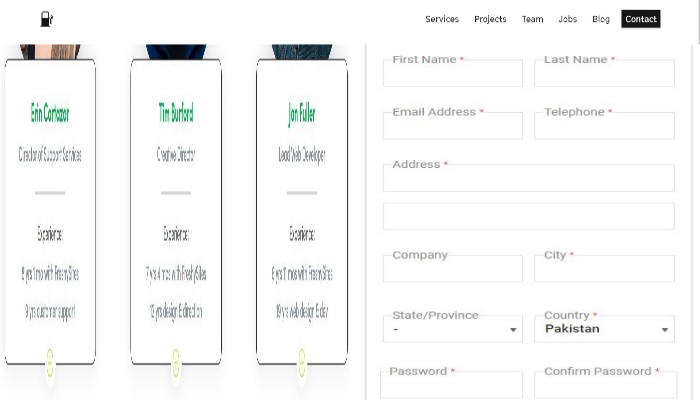 Services Projects Team Jobs Blog Contact
Erin Cortazar
Director of Support Services
Experience:
8 yrs 1 mo with FreshySites
9 yrs customer support
Tim Burford
Creative Director
Experience:
7 yrs 4 mos with FreshySites
12 yrs design & direction
Jon Fuller
Lead Web Developer
Experience:
6 yrs 11 mos with FreshySites
19 yrs web design & dev
First Name *
Last Name *
Email Address *
Telephone *
Address *
Company
City *
State/Province
-
Country *
Pakistan
Password *
Confirm Password *